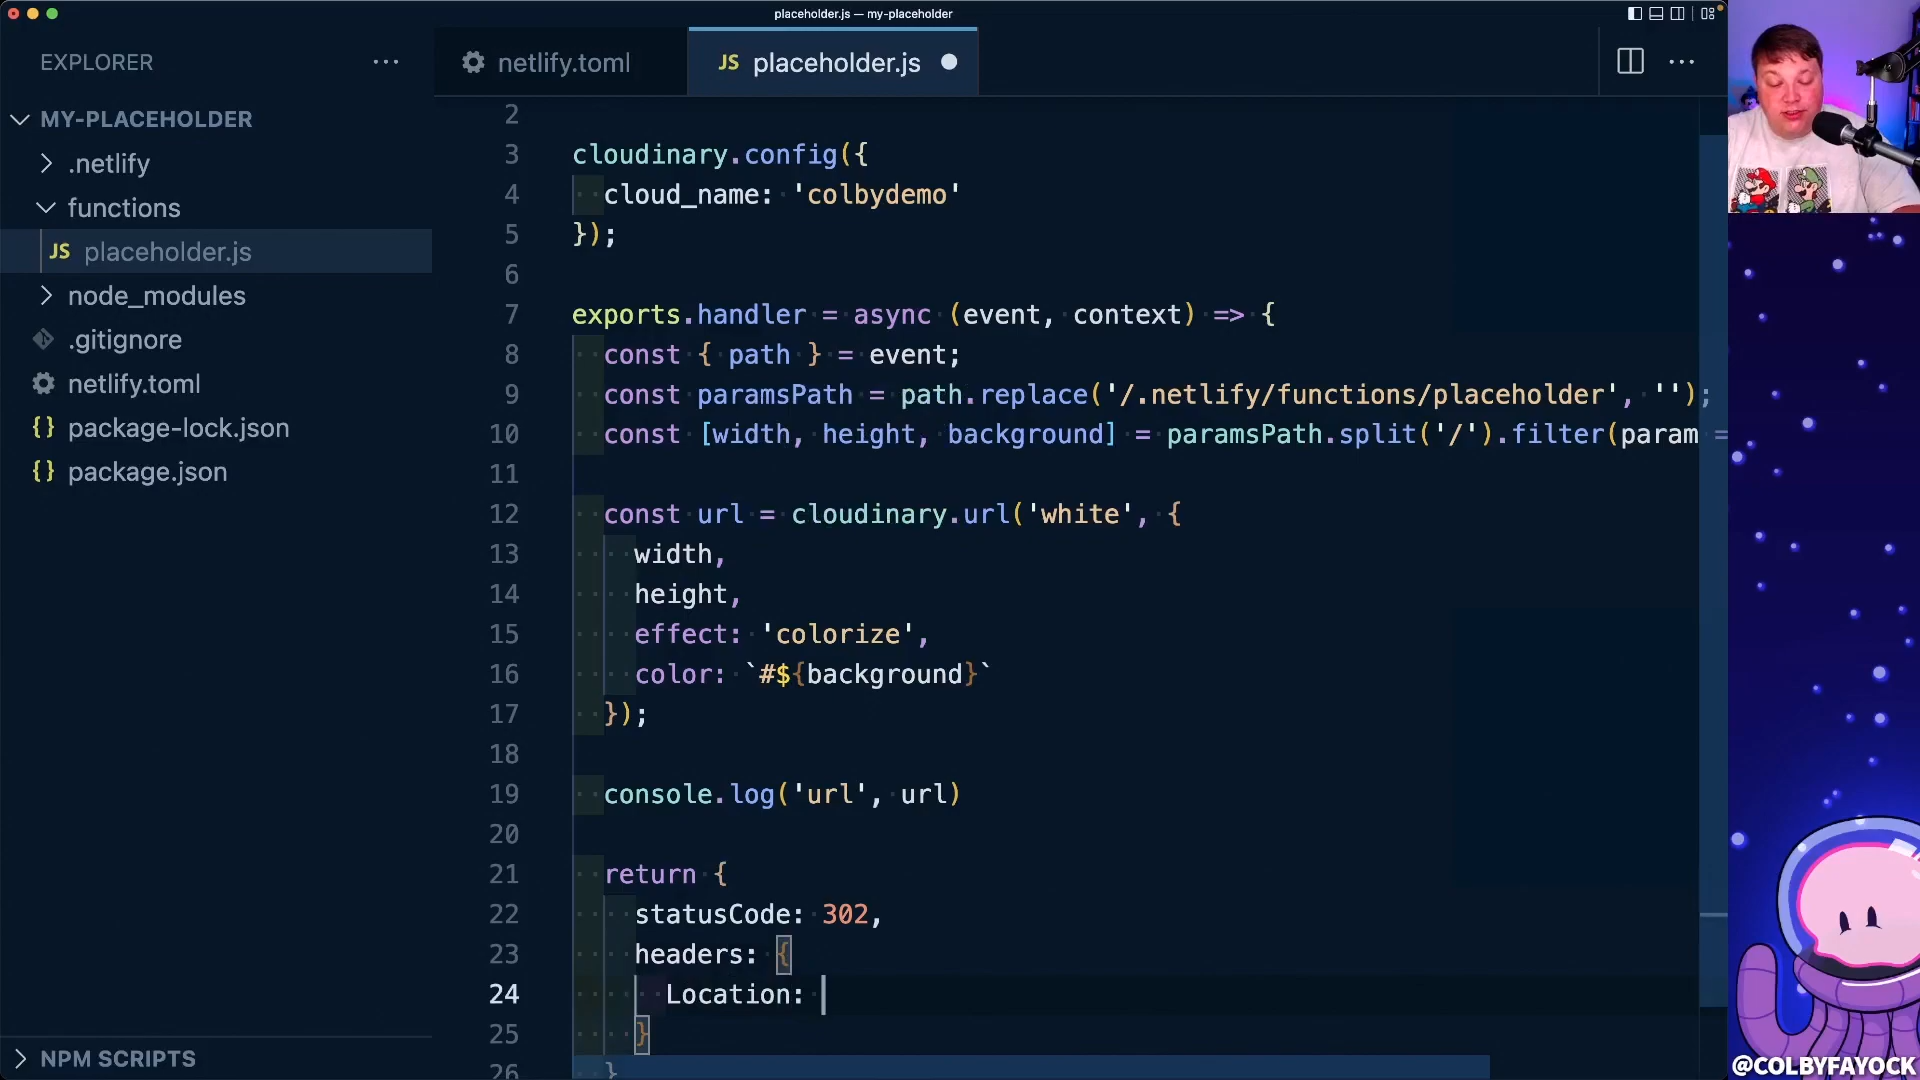 placeholder.js — my-placeholder
EXPLORER
MY-PLACEHOLDER
.netlify
functions
JS placeholder.js
node_modules
.gitignore
netlify.toml
{} package-lock.json
{} package.json
NPM SCRIPTS
netlify.toml
JS placeholder.js
2
3 cloudinary.config({
4 cloud_name: 'colbydemo'
5 });
6
7 exports.handler = async (event, context) => {
8 const { path } = event;
9 const paramsPath = path.replace('/.netlify/functions/placeholder', '');
10 const [width, height, background] = paramsPath.split('/').filter(param =
11
12 const url = cloudinary.url('white', {
13 width,
14 height,
15 effect: 'colorize',
16 color: `#${background}`
17 });
18
19 console.log('url', url)
20
21 return {
22 statusCode: 302,
23 headers: {
24 Location:
25 }
26 }
@COLBYFAYOCK